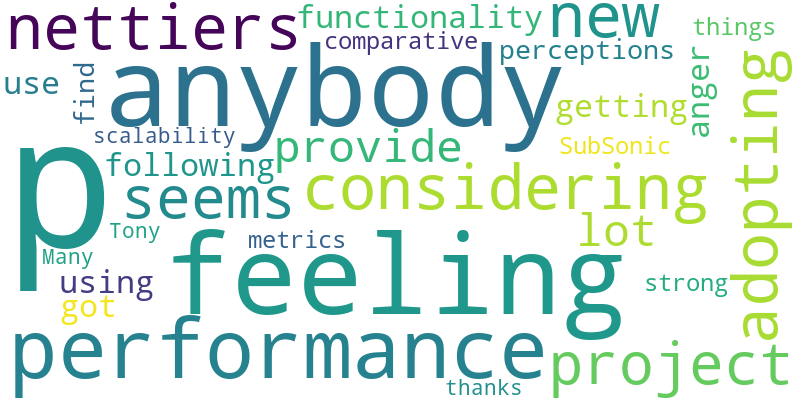 nettiers
functionality
new
things
comparative
perceptions
use
find
anybody
getting
anger
adopting
scalability
provide
SubSonic
p
following
seems
considering
lot
Tony
metrics
Many
feeling
using
strong
got
performance
project
thanks